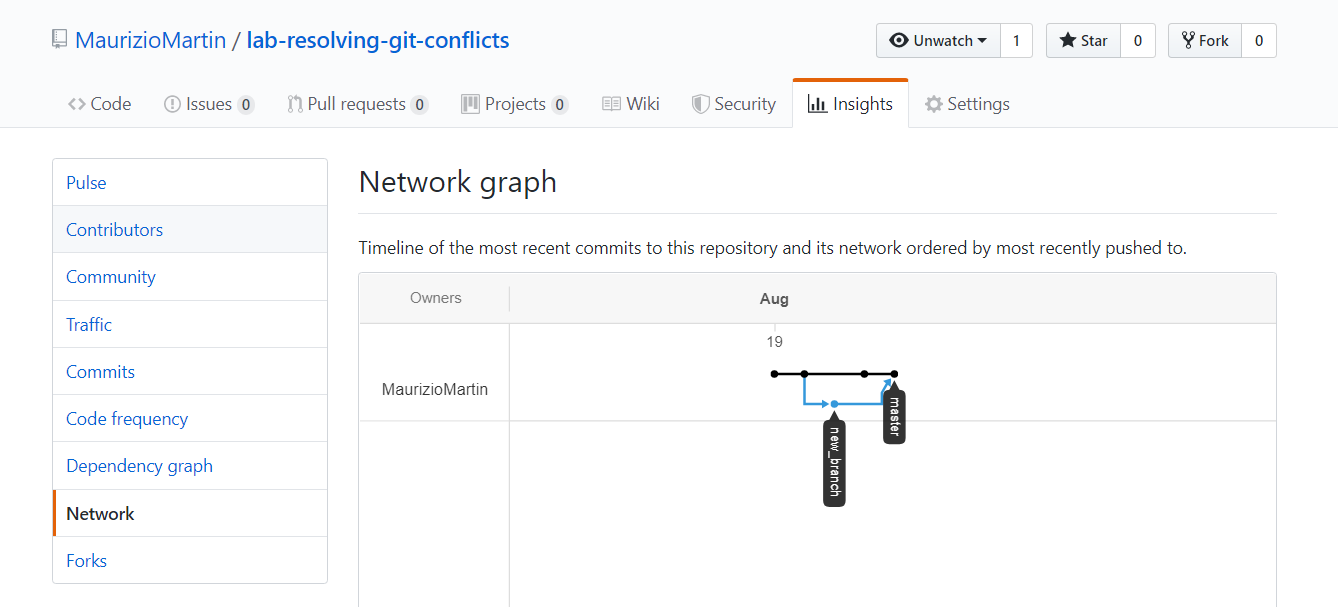 MaurizioMartin / lab-resolving-git-conflicts
Unwatch 1 Star 0 Fork 0
Code Issues 0 Pull requests 0 Projects 0 Wiki Security Insights Settings
Pulse
Contributors
Community
Traffic
Commits
Code frequency
Dependency graph
Network
Forks
Network graph
Timeline of the most recent commits to this repository and its network ordered by most recently pushed to.
Owners Aug
19
MaurizioMartin
master
new_branch